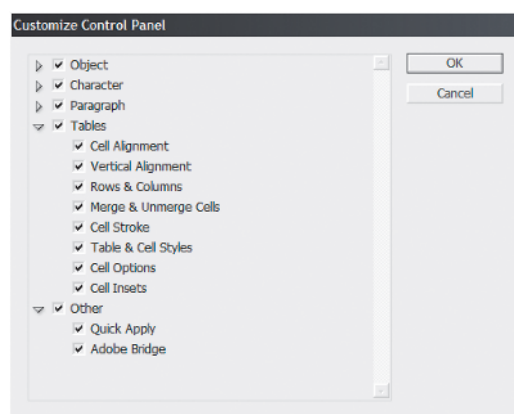 Customize Control Panel
Object
Character
Paragraph
Tables
Cell Alignment
Vertical Alignment
Rows & Columns
Merge & Unmerge Cells
Cell Stroke
Table & Cell Styles
Cell Options
Cell Insets
Other
Quick Apply
Adobe Bridge
OK
Cancel